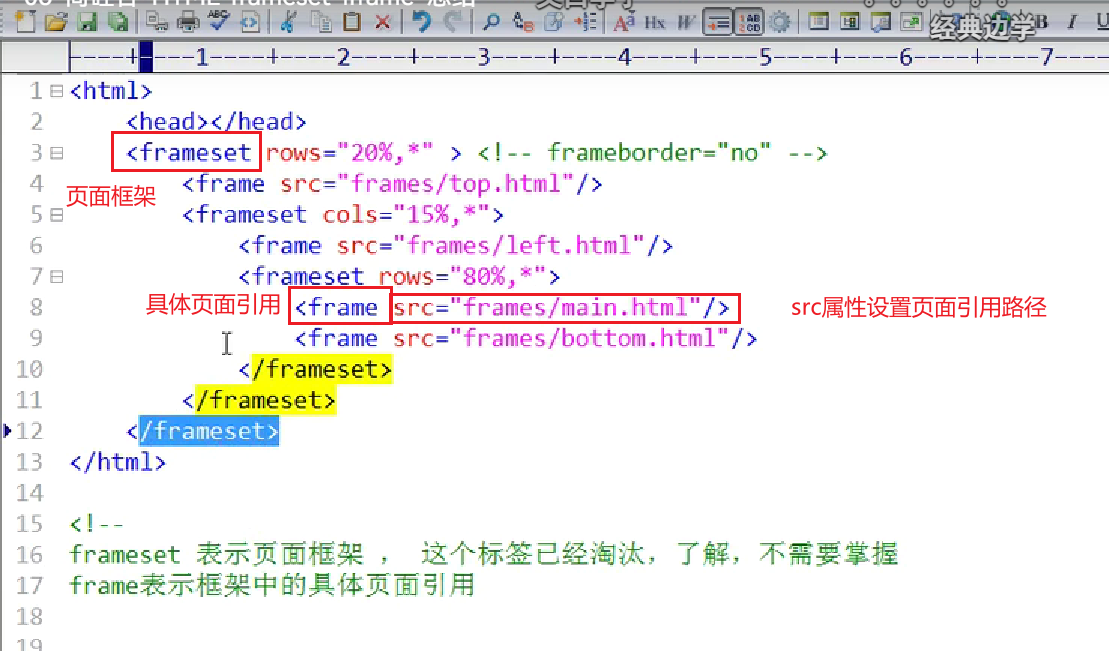 经典边学
----+----1----+----2----+----3----+----4----+----5----+----6----+----7--
1 <html>
2 <head></head>
3 <frameset rows="20%,*" > <!-- frameborder="no" -->
4 <frame src="frames/top.html"/>
页面框架
5 <frameset cols="15%,*">
6 <frame src="frames/left.html"/>
7 <frameset rows="80%,*">
具体页面引用
8 <frame src="frames/main.html"/>
src属性设置页面引用路径
9 <frame src="frames/bottom.html"/>
10 </frameset>
11 </frameset>
12 </frameset>
13 </html>
14
15 <!--
16 frameset 表示页面框架 ， 这个标签已经淘汰，了解，不需要掌握
17 frame表示框架中的具体页面引用
18
19